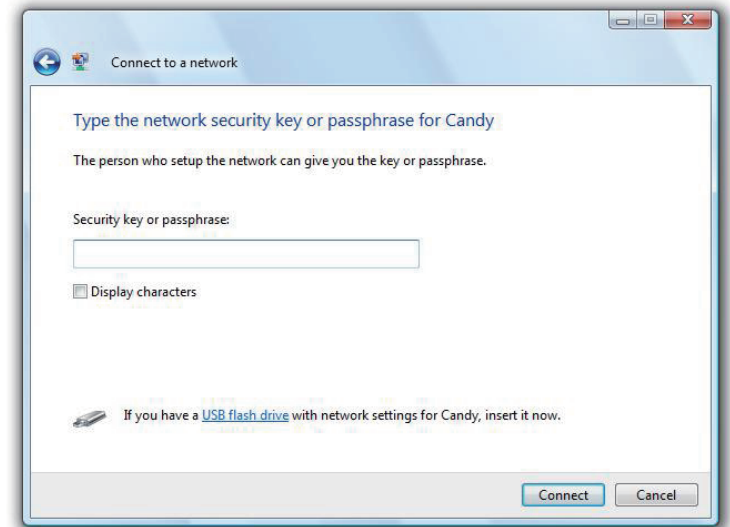 Connect to a network
Type the network security key or passphrase for Candy
The person who setup the network can give you the key or passphrase.
Security key or passphrase:
Display characters
If you have a USB flash drive with network settings for Candy, insert it now.
Connect Cancel